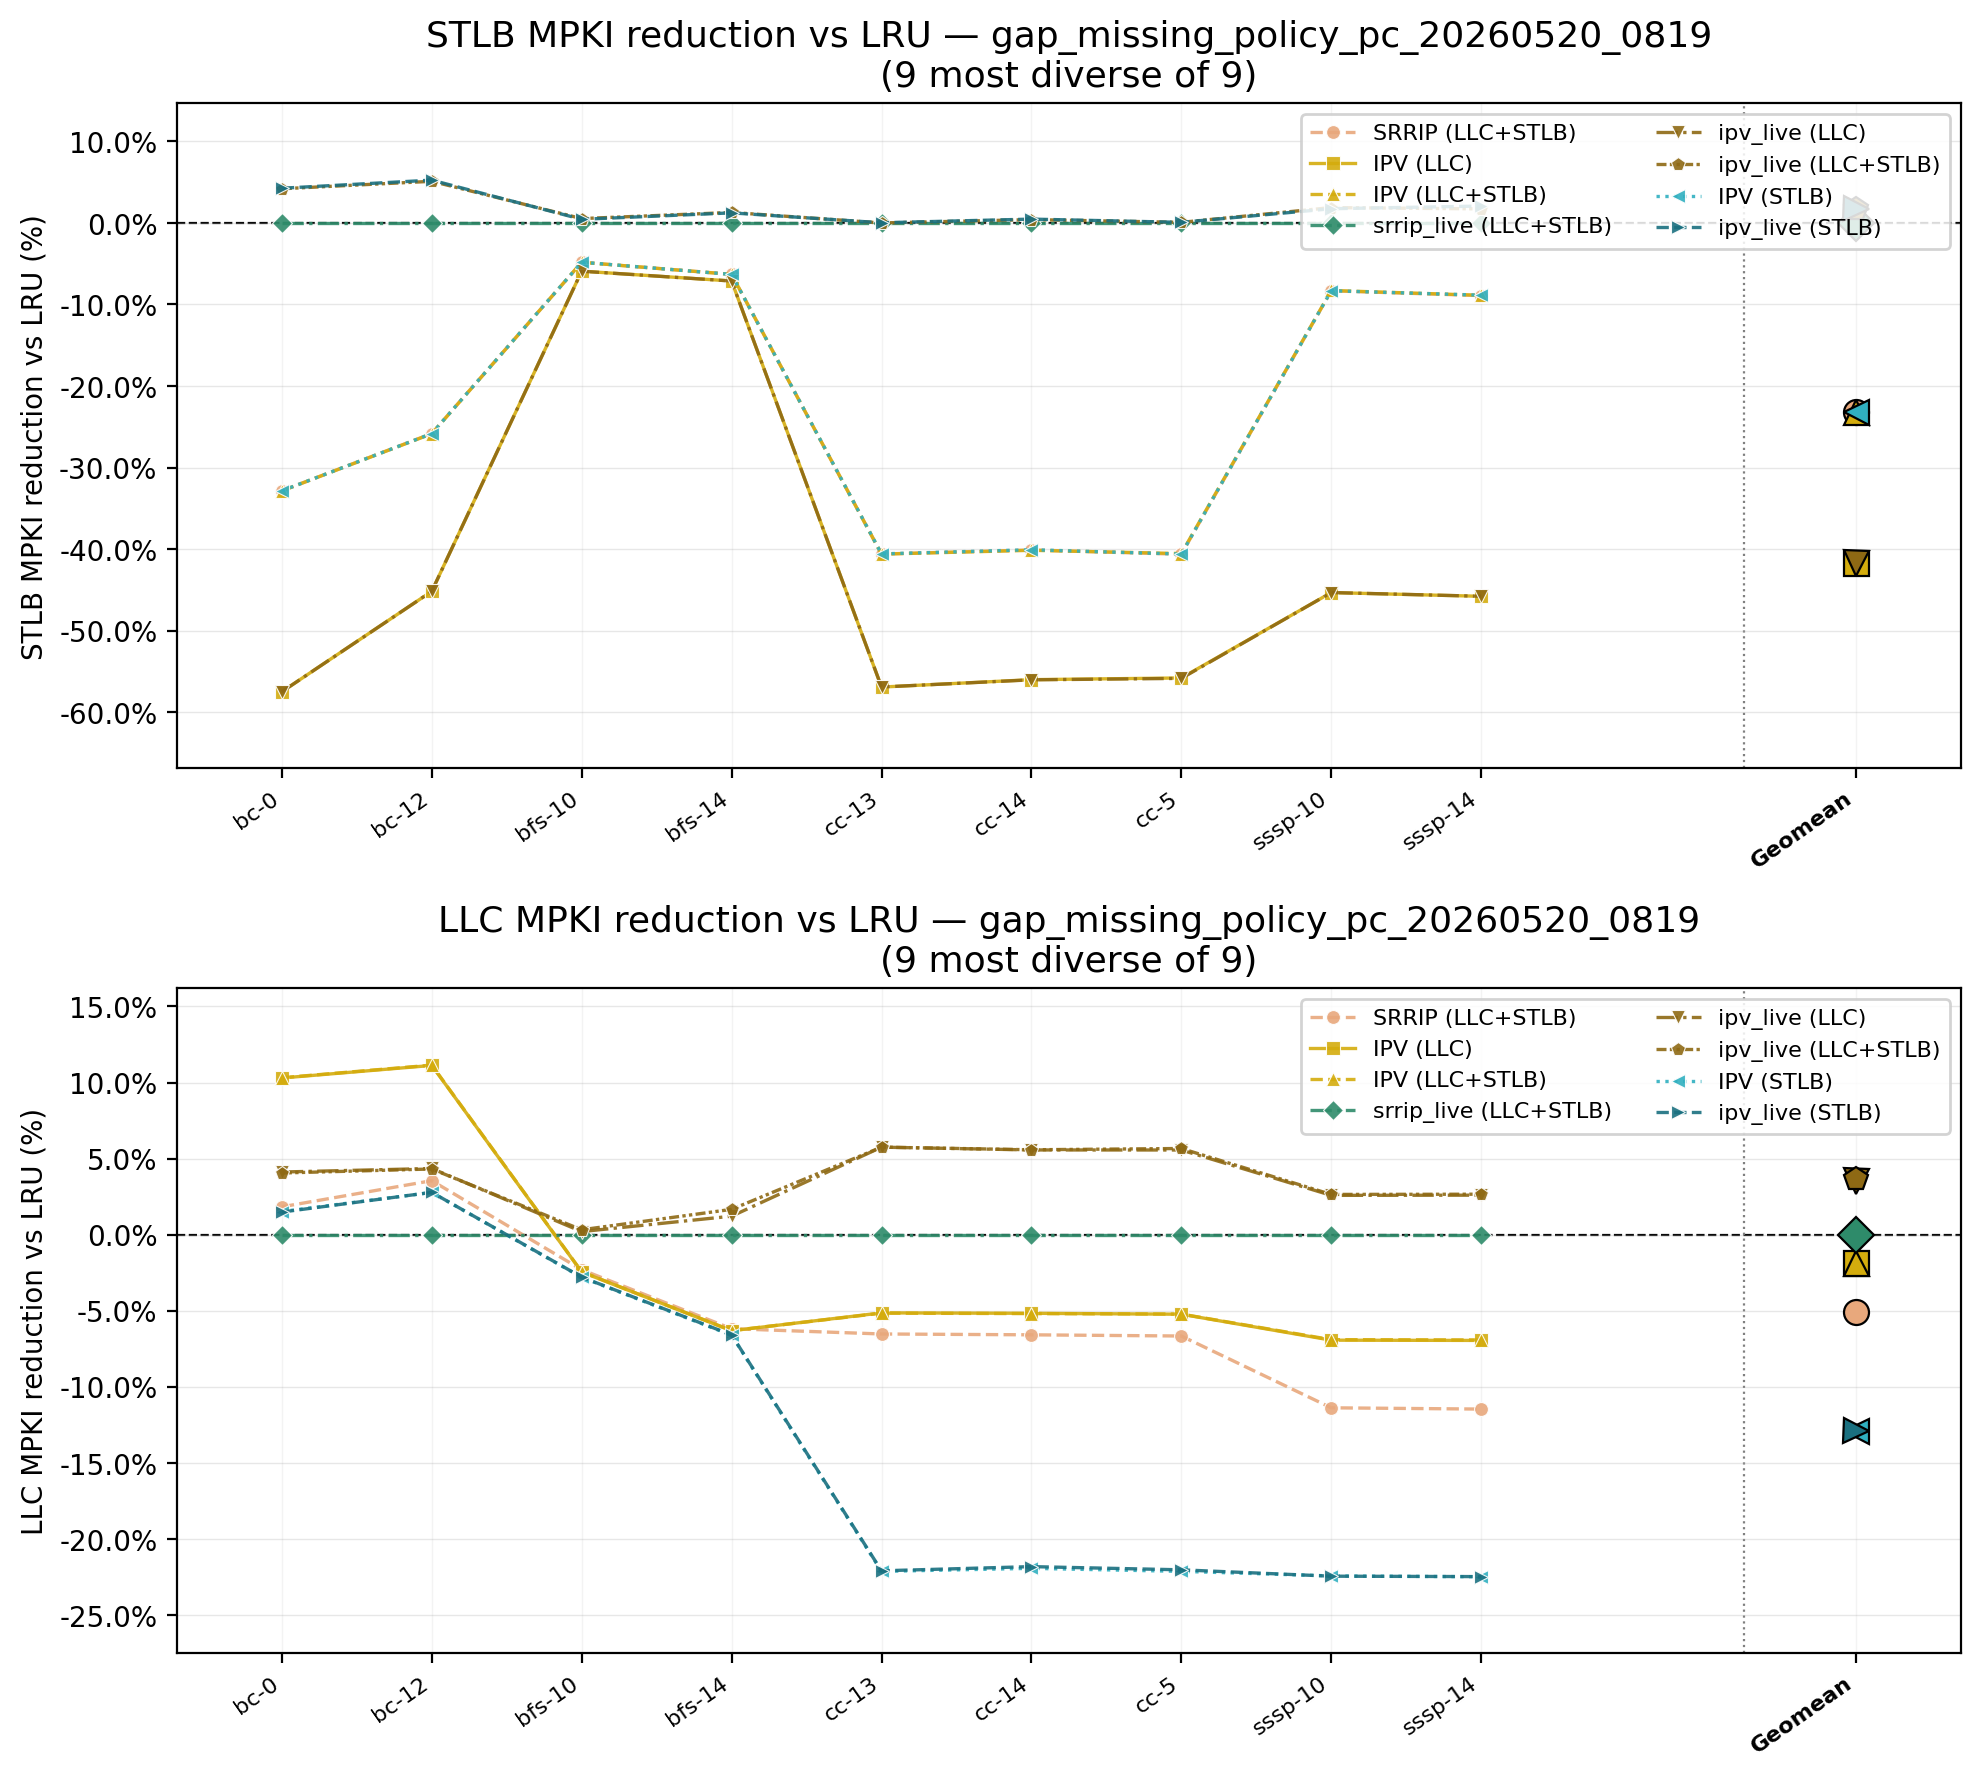 STLB MPKI reduction vs LRU — gap_missing_policy_pc_20260520_0819
(9 most diverse of 9)
STLB MPKI reduction vs LRU (%)
10.0%
0.0%
-10.0%
-20.0%
-30.0%
-40.0%
-50.0%
-60.0%
SRRIP (LLC+STLB)
IPV (LLC)
IPV (LLC+STLB)
srrip_live (LLC+STLB)
ipv_live (LLC)
ipv_live (LLC+STLB)
IPV (STLB)
ipv_live (STLB)
bc-0
bc-12
bfs-10
bfs-14
cc-13
cc-14
cc-5
sssp-10
sssp-14
Geomean
LLC MPKI reduction vs LRU — gap_missing_policy_pc_20260520_0819
(9 most diverse of 9)
LLC MPKI reduction vs LRU (%)
15.0%
10.0%
5.0%
0.0%
-5.0%
-10.0%
-15.0%
-20.0%
-25.0%
SRRIP (LLC+STLB)
IPV (LLC)
IPV (LLC+STLB)
srrip_live (LLC+STLB)
ipv_live (LLC)
ipv_live (LLC+STLB)
IPV (STLB)
ipv_live (STLB)
bc-0
bc-12
bfs-10
bfs-14
cc-13
cc-14
cc-5
sssp-10
sssp-14
Geomean